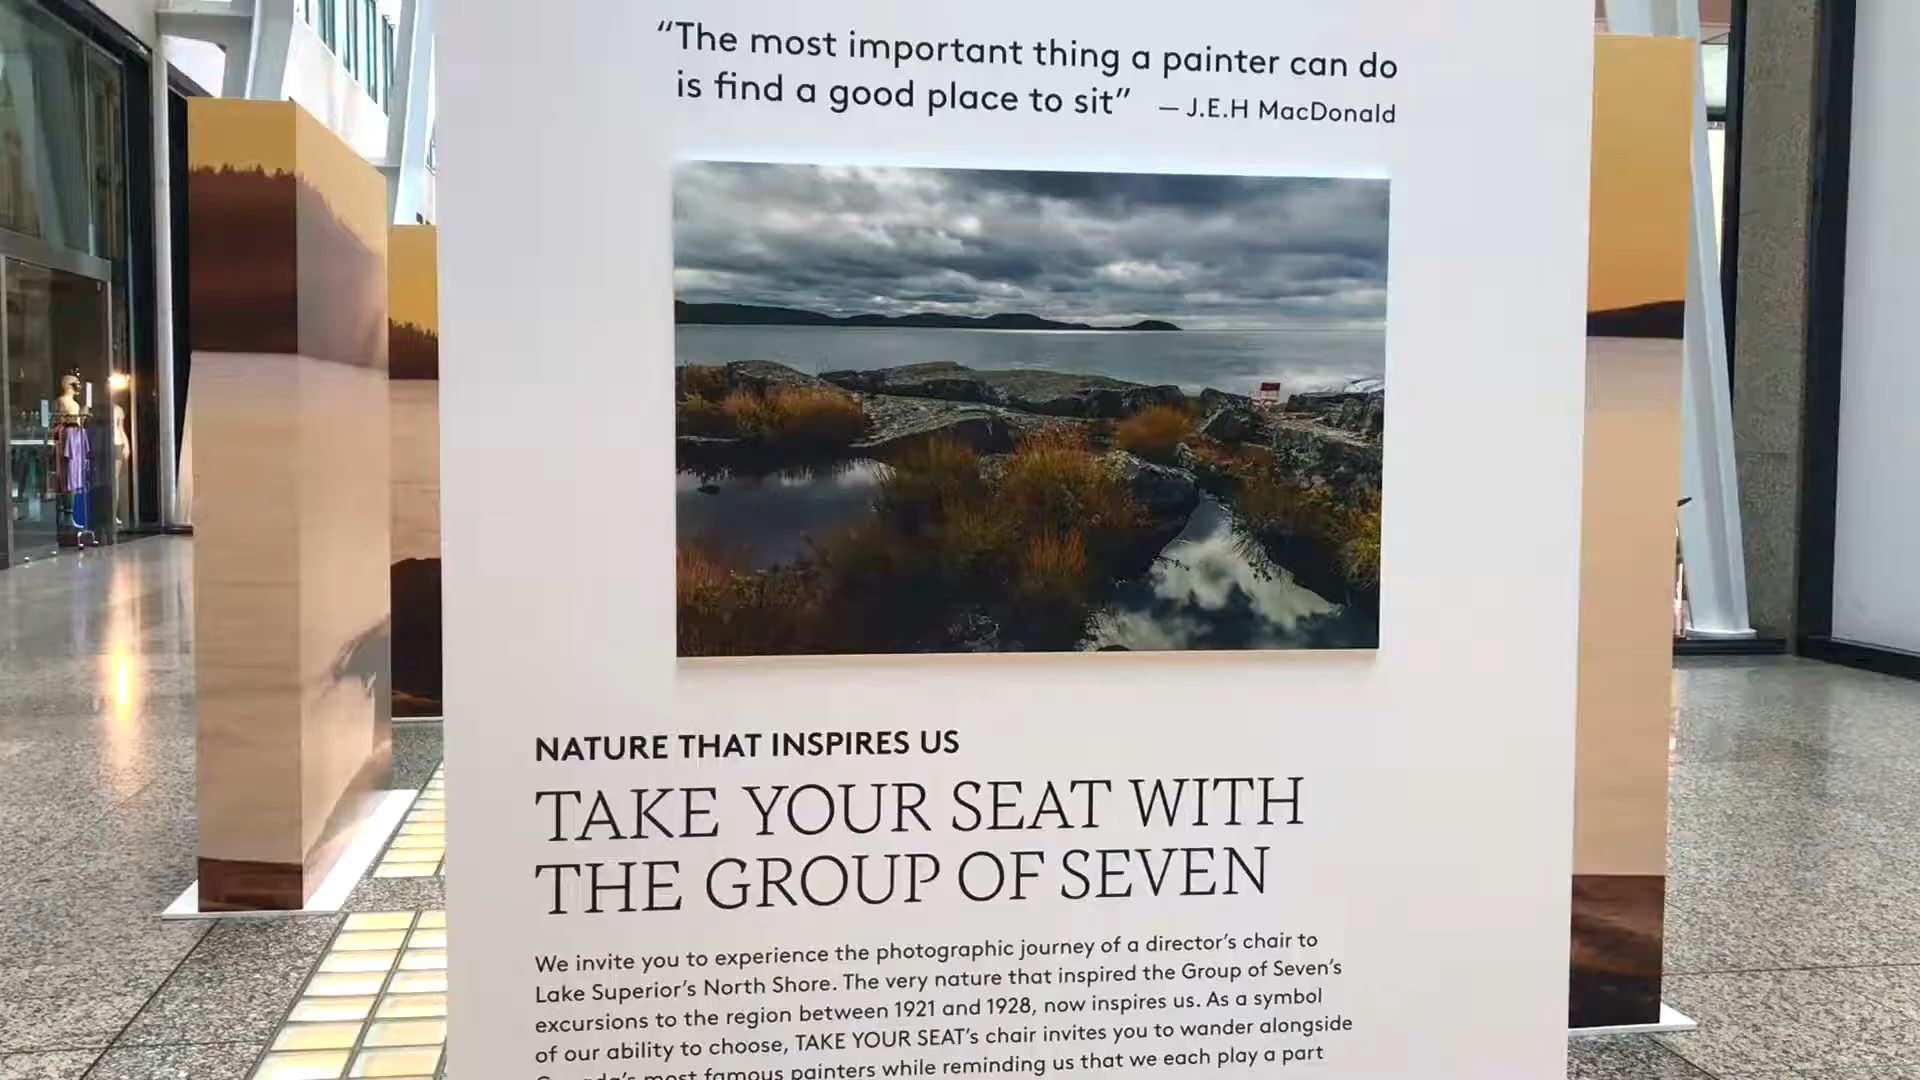 “The most important thing a painter can do
is find a good place to sit” — J.E.H MacDonald
NATURE THAT INSPIRES US
TAKE YOUR SEAT WITH
THE GROUP OF SEVEN
We invite you to experience the photographic journey of a director’s chair to
Lake Superior’s North Shore. The very nature that inspired the Group of Seven’s
excursions to the region between 1921 and 1928, now inspires us. As a symbol
of our ability to choose, TAKE YOUR SEAT’s chair invites you to wander alongside
Canada’s most famous painters while reminding us that we each play a part